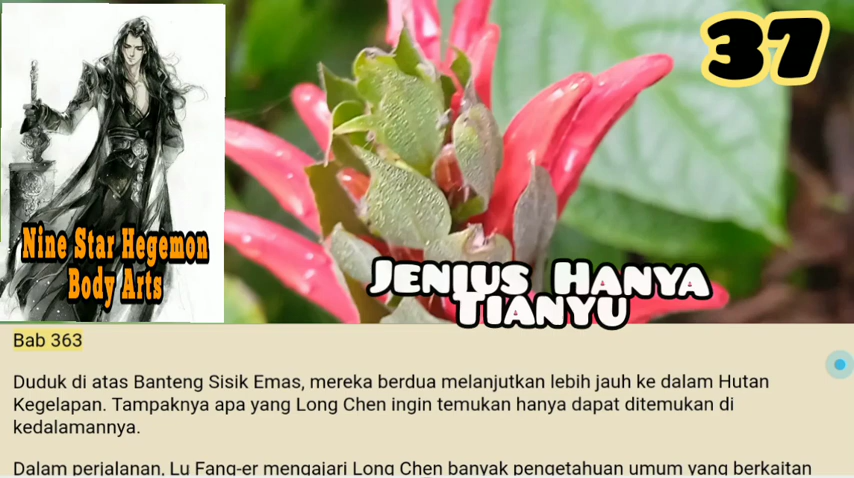 37
Nine Star Hegemon
Body Arts
Jenius Hanya
Tianyu
Bab 363
Duduk di atas Banteng Sisik Emas, mereka berdua melanjutkan lebih jauh ke dalam Hutan
Kegelapan. Tampaknya apa yang Long Chen ingin temukan hanya dapat ditemukan di
kedalamannya.
Dalam perjalanan, Lu Fang-er mengajari Long Chen banyak pengetahuan umum yang berkaitan